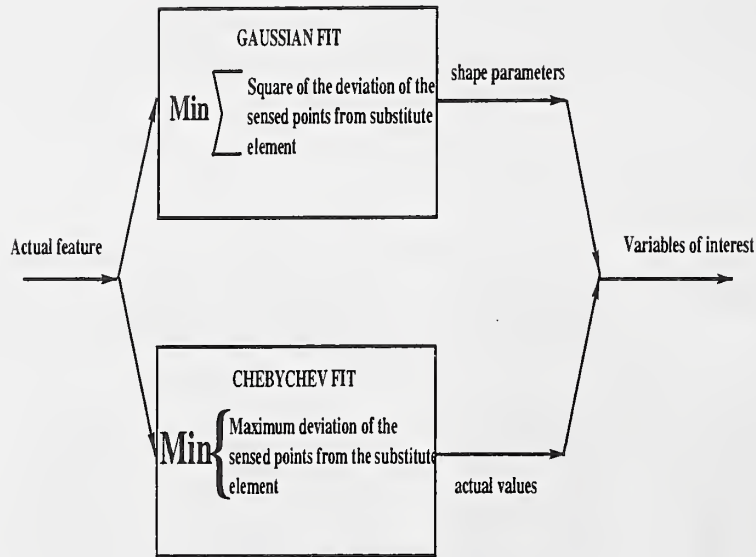 GAUSSIAN FIT
Min
Square of the deviation of the
sensed points from substitute
element
shape parameters
Actual feature
Variables of interest
CHEBYCHEV FIT
Min
Maximum deviation of the
sensed points from the substitute
element
actual values